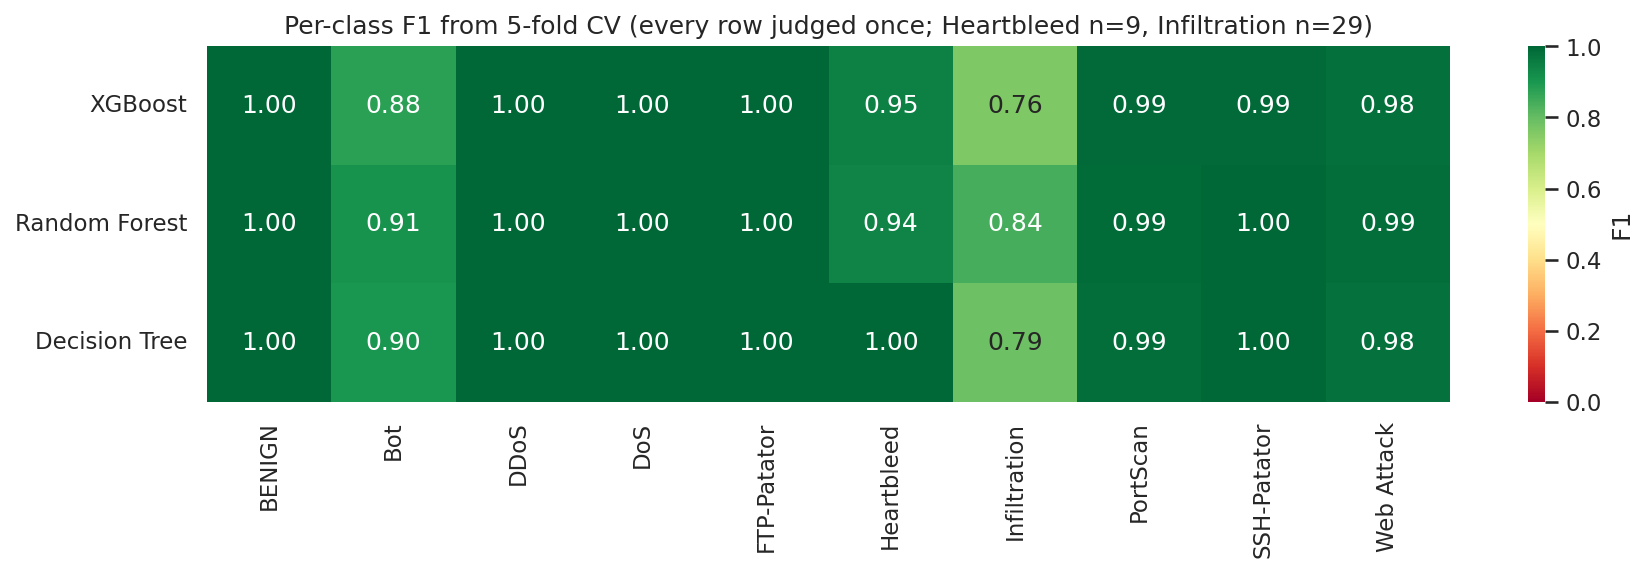 Per-class F1 from 5-fold CV (every row judged once; Heartbleed n=9, Infiltration n=29)
XGBoost 1.00 0.88 1.00 1.00 1.00 0.95 0.76 0.99 0.99 0.98
Random Forest 1.00 0.91 1.00 1.00 1.00 0.94 0.84 0.99 1.00 0.99
Decision Tree 1.00 0.90 1.00 1.00 1.00 1.00 0.79 0.99 1.00 0.98
BENIGN
Bot
DDoS
DoS
FTP-Patator
Heartbleed
Infiltration
PortScan
SSH-Patator
Web Attack
1.0
0.8
0.6
0.4
0.2
0.0
F1